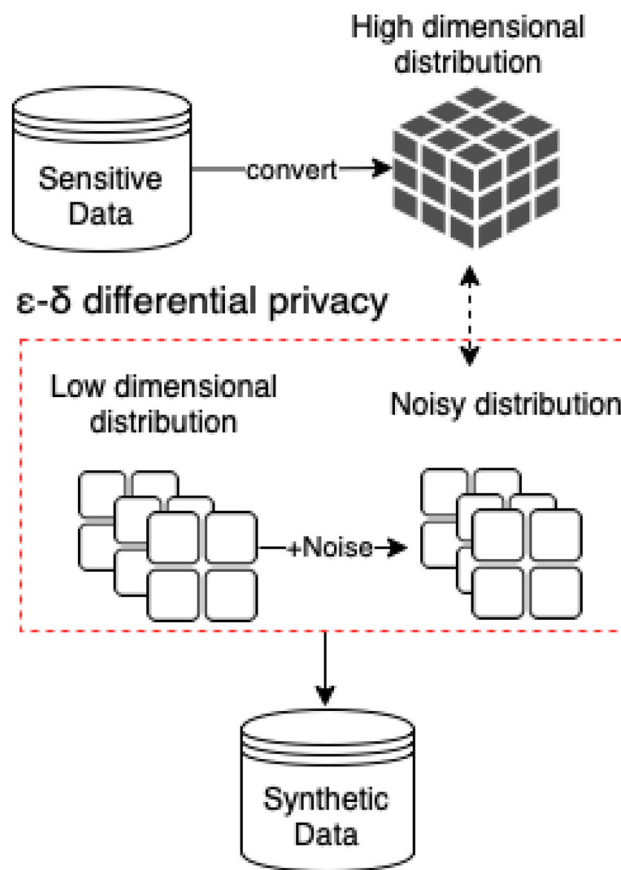 High dimensional
distribution
Sensitive
Data
convert
ε-δ differential privacy
Low dimensional
distribution
Noisy distribution
+Noise
Synthetic
Data